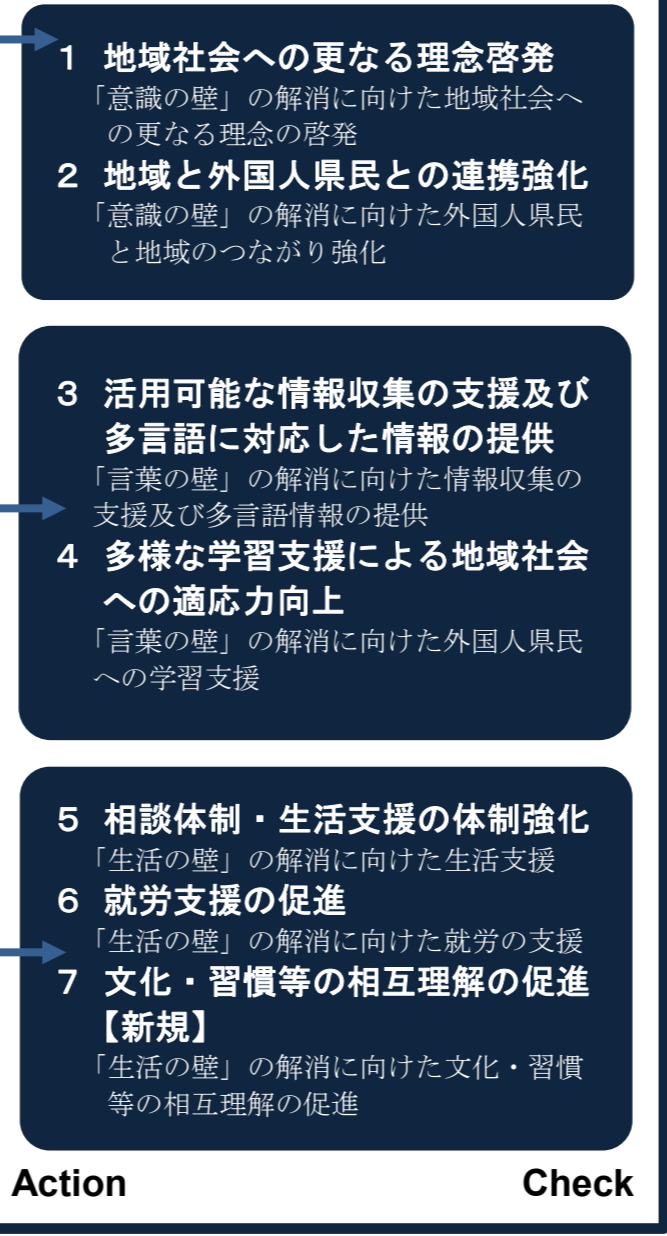 1 地域社会への更なる理念啓発
「意識の壁」の解消に向けた地域社会へ
の更なる理念の啓発
2 地域と外国人県民との連携強化
「意識の壁」の解消に向けた外国人県民
と地域のつながり強化
3 活用可能な情報収集の支援及び
多言語に対応した情報の提供
「言葉の壁」の解消に向けた情報収集の
支援及び多言語情報の提供
4 多様な学習支援による地域社会
への適応力向上
「言葉の壁」の解消に向けた外国人県民
への学習支援
5 相談体制・生活支援の体制強化
「生活の壁」の解消に向けた生活支援
6 就労支援の促進
「生活の壁」の解消に向けた就労の支援
7 文化・習慣等の相互理解の促進
【新規】
「生活の壁」の解消に向けた文化・習慣
等の相互理解の促進
Action Check